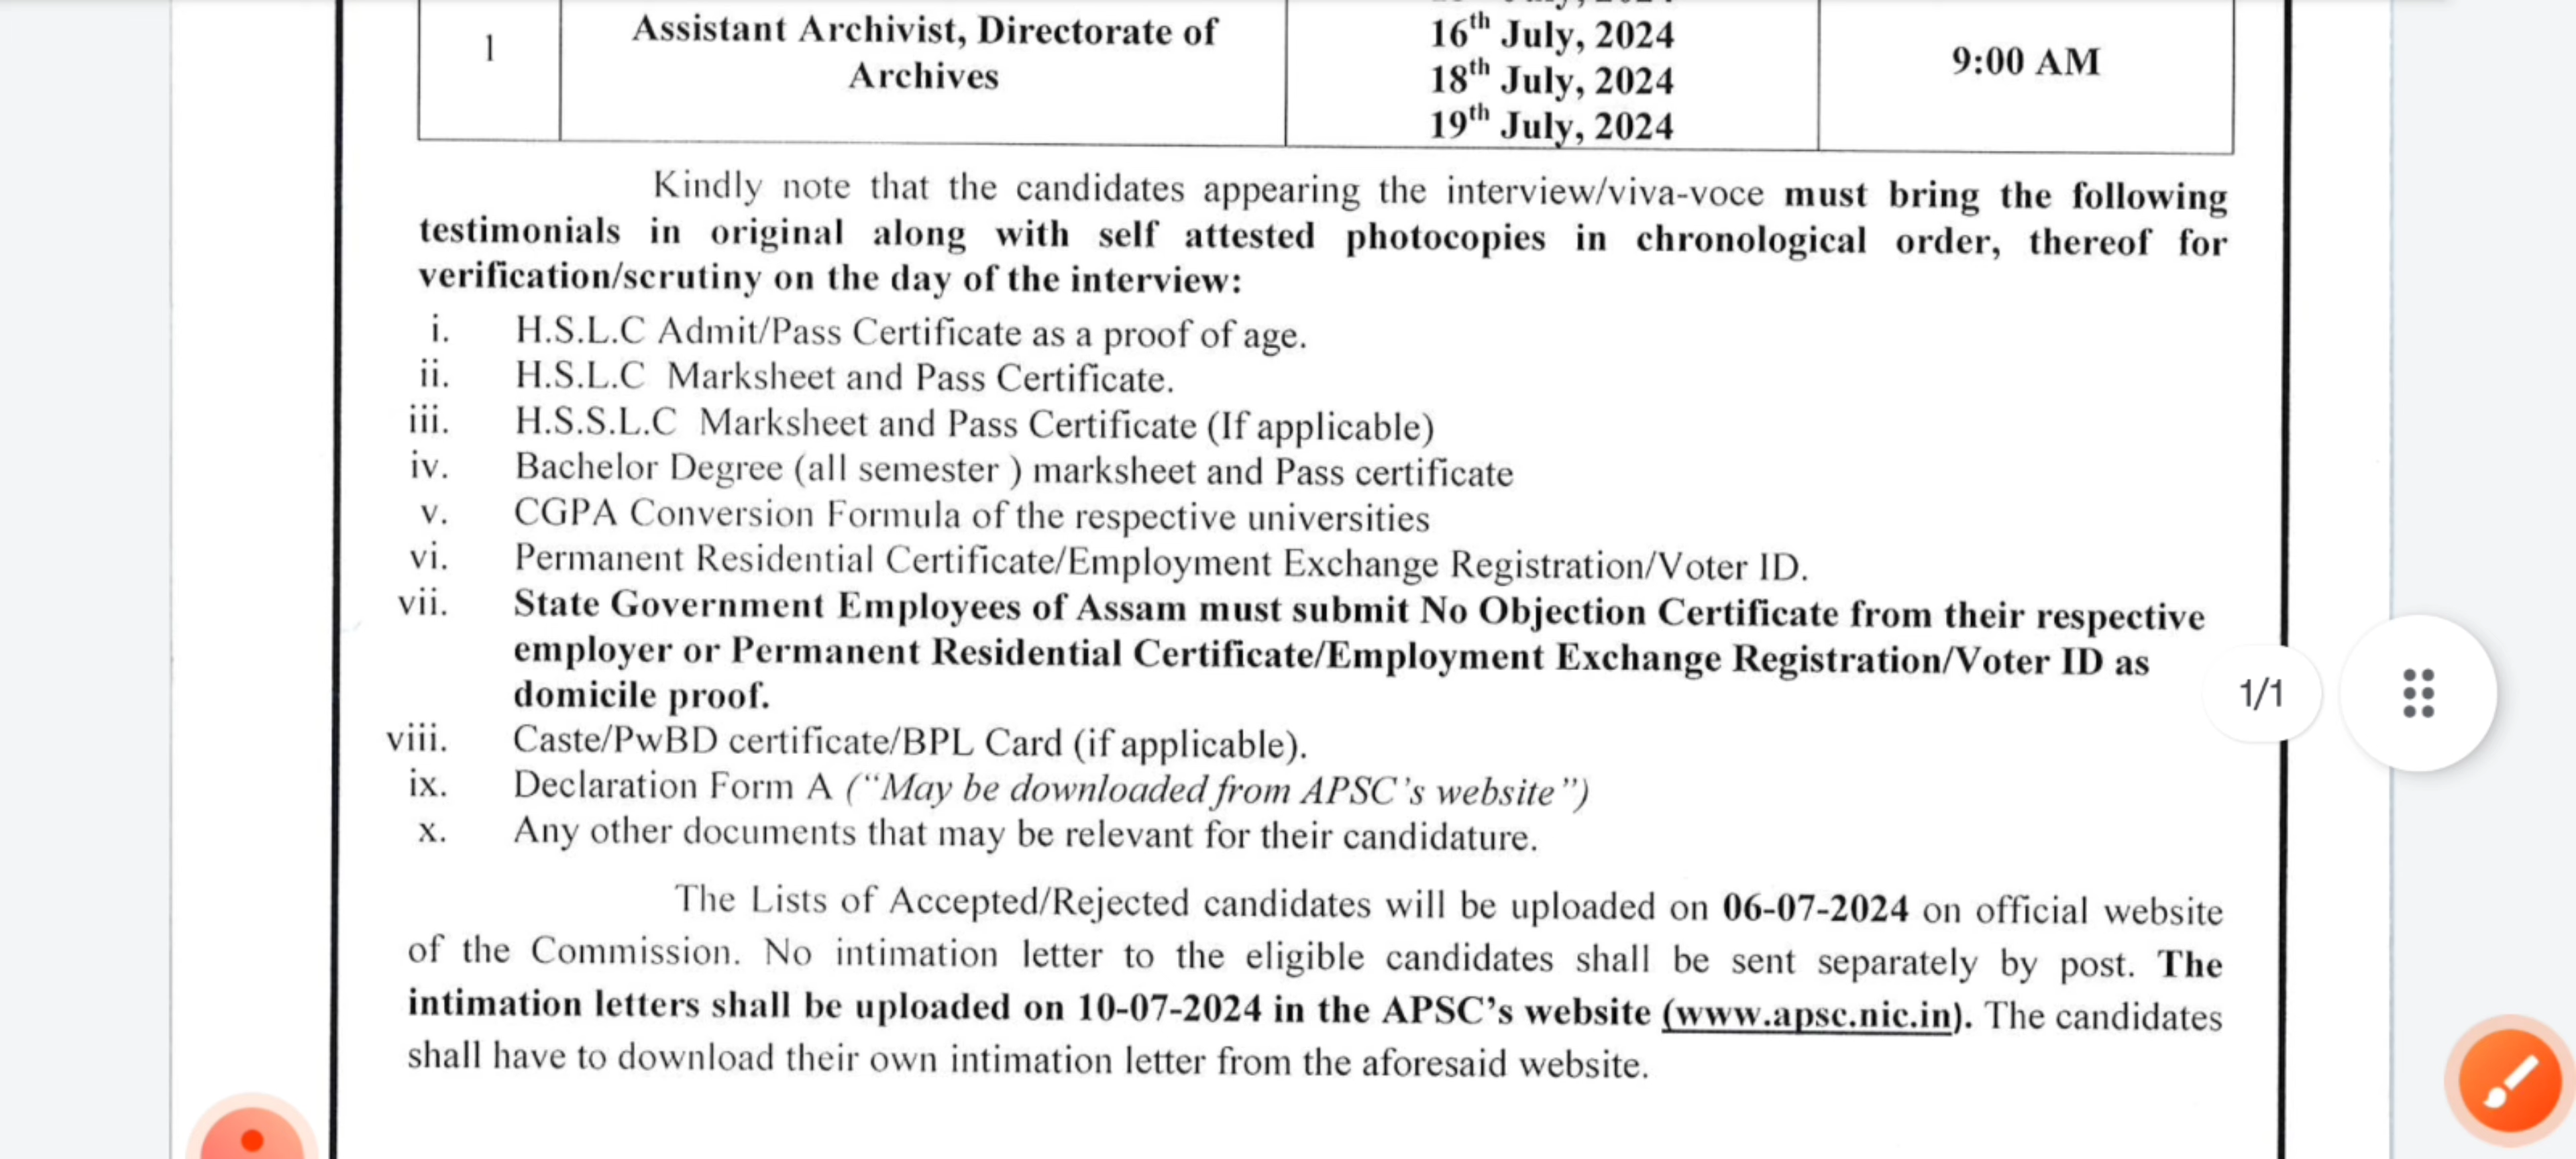 1
Assistant Archivist, Directorate of
Archives
16th July, 2024
18th July, 2024
19th July, 2024
9:00 AM
Kindly note that the candidates appearing the interview/viva-voce must bring the following
testimonials in original along with self attested photocopies in chronological order, thereof for
verification/scrutiny on the day of the interview:
i. H.S.L.C Admit/Pass Certificate as a proof of age.
ii. H.S.L.C Marksheet and Pass Certificate.
iii. H.S.S.L.C Marksheet and Pass Certificate (If applicable)
iv. Bachelor Degree (all semester ) marksheet and Pass certificate
v. CGPA Conversion Formula of the respective universities
vi. Permanent Residential Certificate/Employment Exchange Registration/Voter ID.
vii. State Government Employees of Assam must submit No Objection Certificate from their respective
employer or Permanent Residential Certificate/Employment Exchange Registration/Voter ID as
domicile proof.
1/1
viii. Caste/PwBD certificate/BPL Card (if applicable).
ix. Declaration Form A (“May be downloaded from APSC’s website”)
x. Any other documents that may be relevant for their candidature.
The Lists of Accepted/Rejected candidates will be uploaded on 06-07-2024 on official website
of the Commission. No intimation letter to the eligible candidates shall be sent separately by post. The
intimation letters shall be uploaded on 10-07-2024 in the APSC’s website (www.apsc.nic.in). The candidates
shall have to download their own intimation letter from the aforesaid website.